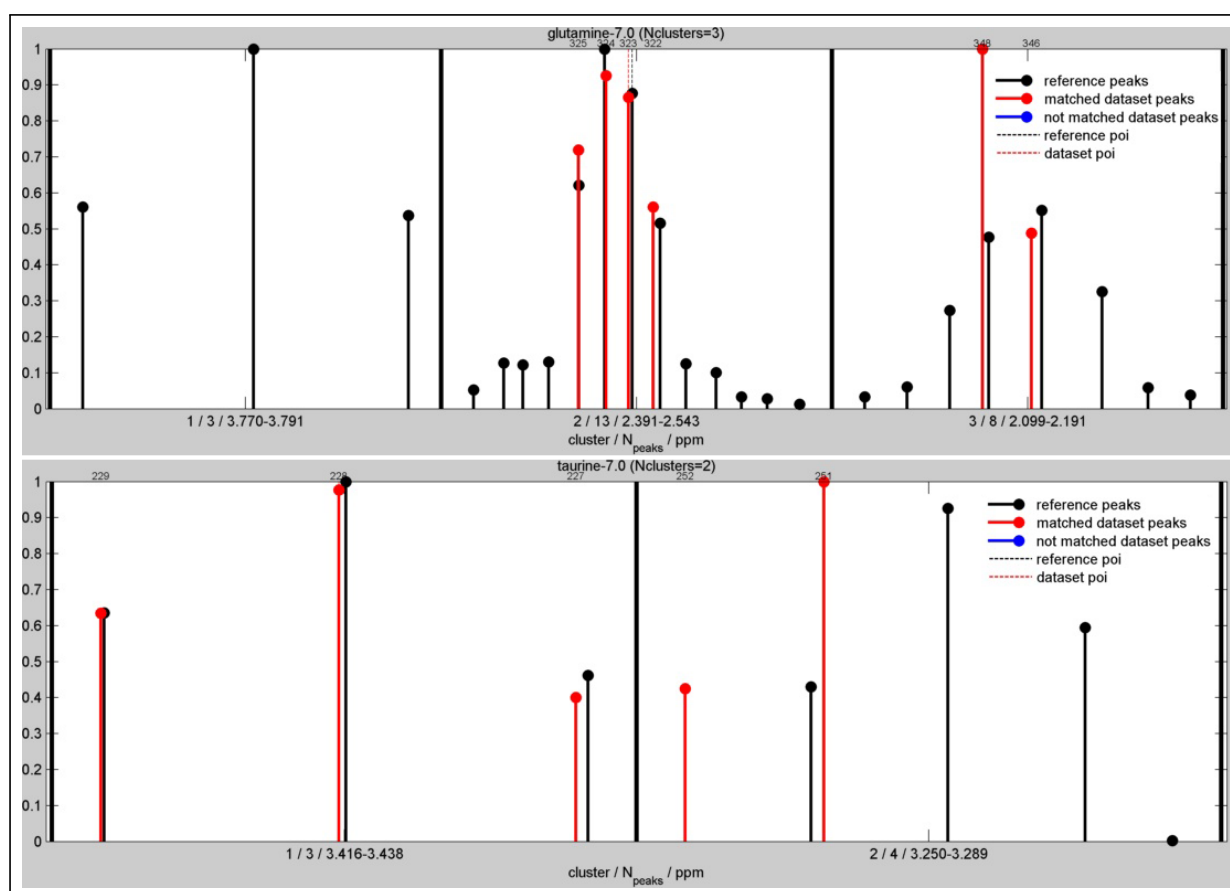 glutamine-7.0 (Nclusters=3)
325 324 323 322 348 346
1
0.9
0.8
0.7
0.6
0.5
0.4
0.3
0.2
0.1
0
reference peaks
matched dataset peaks
not matched dataset peaks
reference poi
dataset poi
1 / 3 / 3.770-3.791 2 / 13 / 2.391-2.543 3 / 8 / 2.099-2.191
cluster / Npeaks / ppm
taurine-7.0 (Nclusters=2)
229 228 227 252 251
1
0.9
0.8
0.7
0.6
0.5
0.4
0.3
0.2
0.1
0
reference peaks
matched dataset peaks
not matched dataset peaks
reference poi
dataset poi
1 / 3 / 3.416-3.438 2 / 4 / 3.250-3.289
cluster / Npeaks / ppm